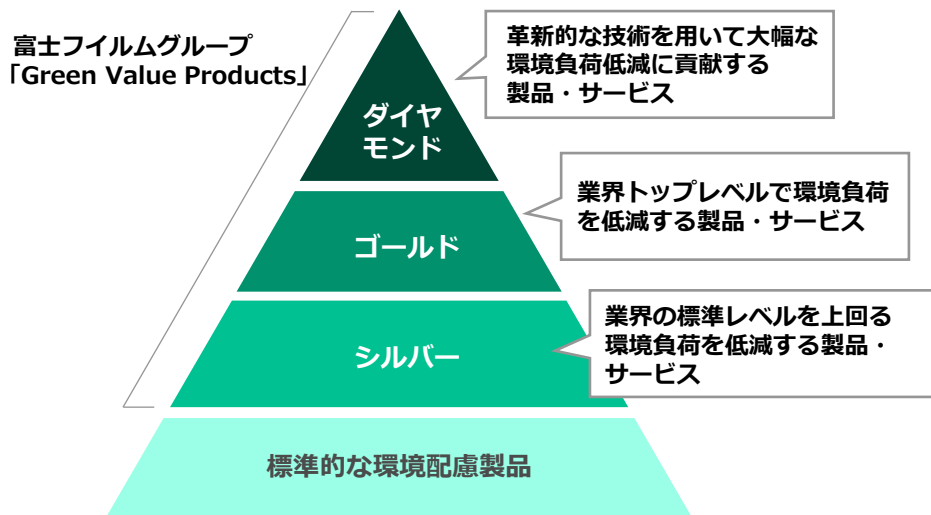 富士フイルムグループ
「Green Value Products」
革新的な技術を用いて大幅な
環境負荷低減に貢献する
製品・サービス
ダイヤ
モンド
業界トップレベルで環境負荷
を低減する製品・サービス
ゴールド
業界の標準レベルを上回る
環境負荷を低減する製品・
サービス
シルバー
標準的な環境配慮製品